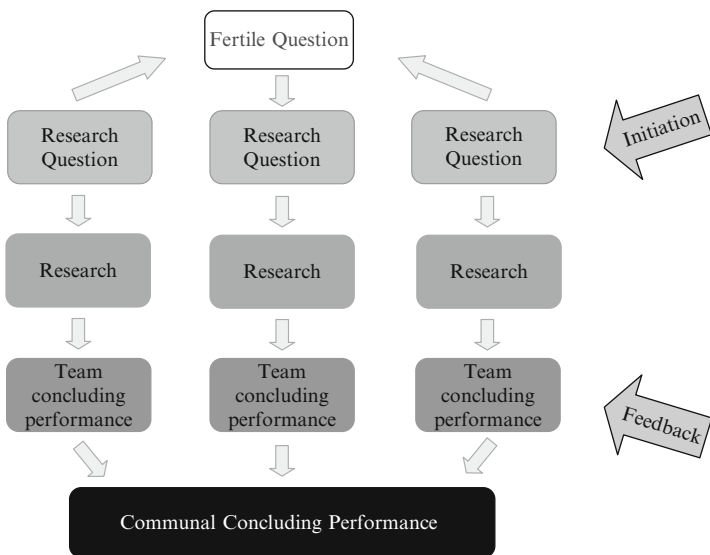 Fertile Question
Research
Question
Research
Question
Research
Question
Initiation
Research
Research
Research
Team
concluding
performance
Team
concluding
performance
Team
concluding
performance
Feedback
Communal Concluding Performance